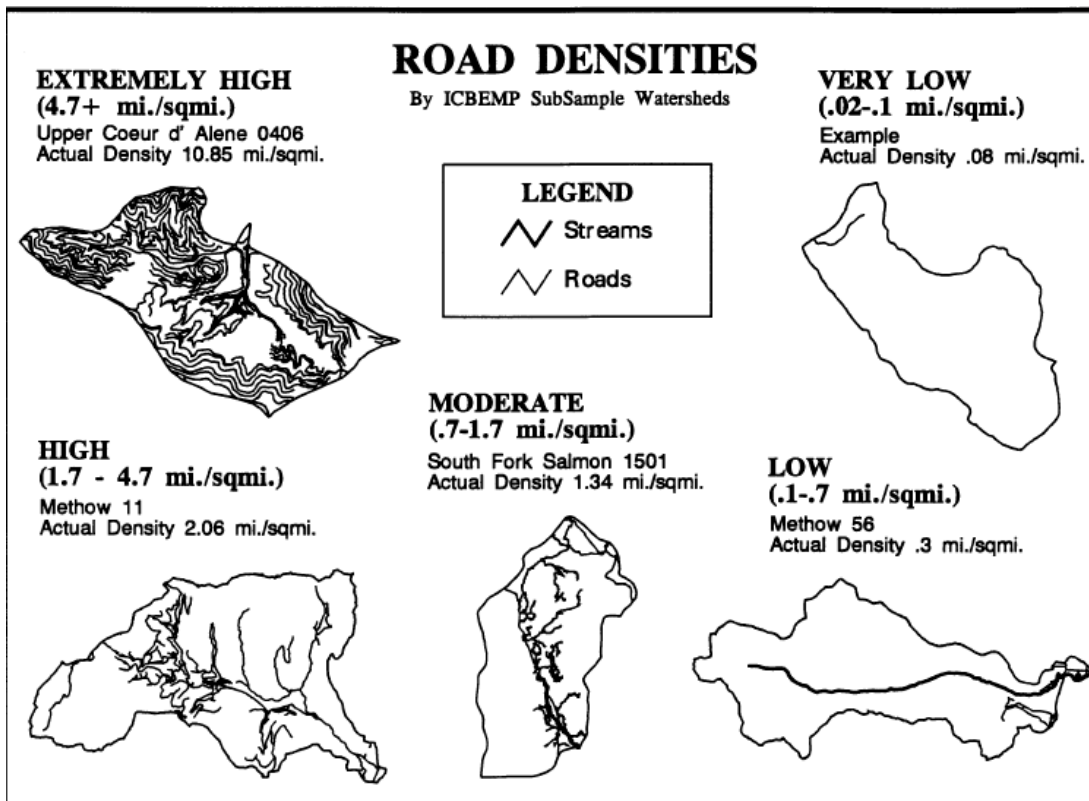 ROAD DENSITIES
By ICBEMP SubSample Watersheds
EXTREMELY HIGH
(4.7+ mi./sqmi.)
Upper Coeur d' Alene 0406
Actual Density 10.85 mi./sqmi.
LEGEND
Streams
Roads
VERY LOW
(.02-.1 mi./sqmi.)
Example
Actual Density .08 mi./sqmi.
HIGH
(1.7 - 4.7 mi./sqmi.)
Methow 11
Actual Density 2.06 mi./sqmi.
MODERATE
(.7-1.7 mi./sqmi.)
South Fork Salmon 1501
Actual Density 1.34 mi./sqmi.
LOW
(.1-.7 mi./sqmi.)
Methow 56
Actual Density .3 mi./sqmi.